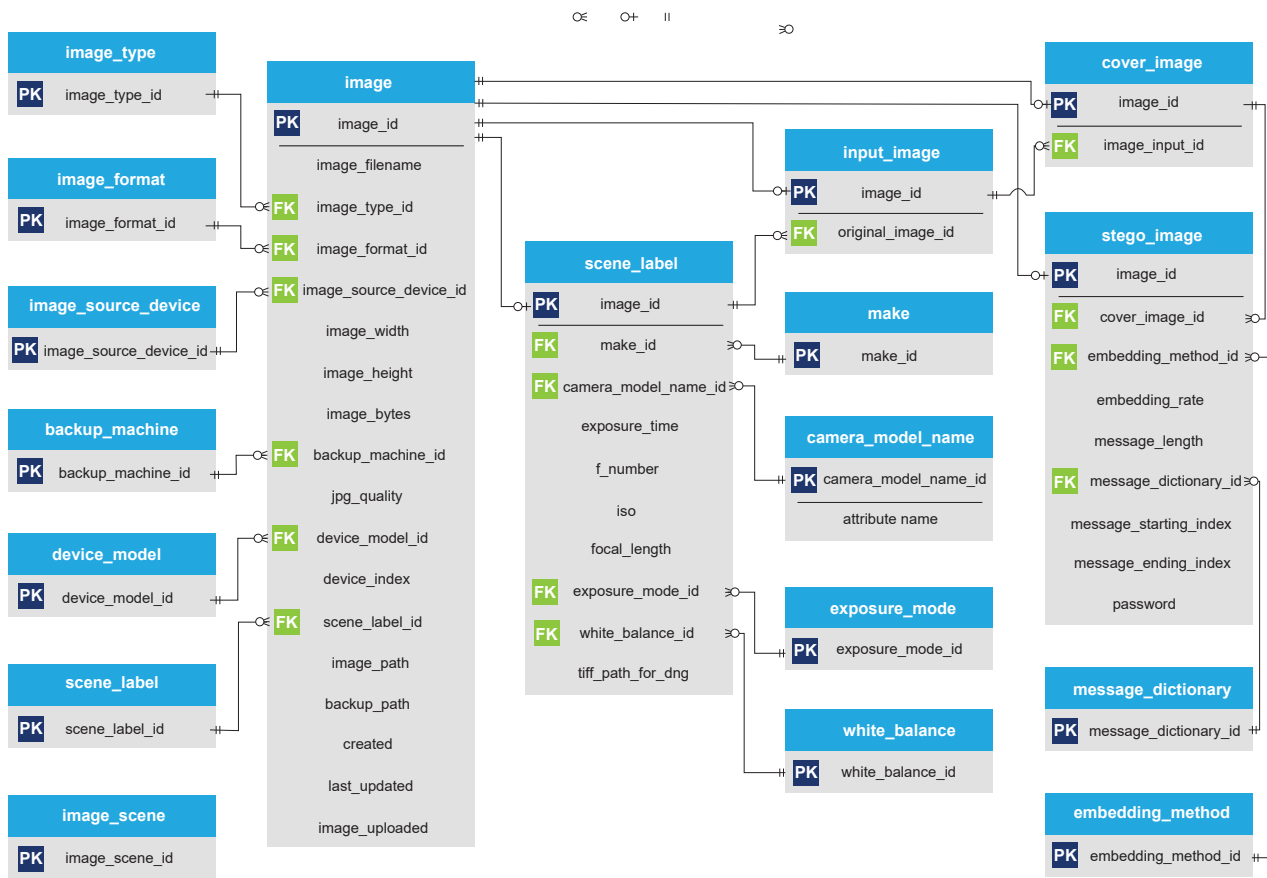 image_type
PK image_type_id
image_format
PK image_format_id
image_source_device
PK image_source_device_id
backup_machine
PK backup_machine_id
device_model
PK device_model_id
scene_label
PK scene_label_id
image_scene
PK image_scene_id
image
PK image_id
image_filename
FK image_type_id
FK image_format_id
FK image_source_device_id
image_width
image_height
image_bytes
FK backup_machine_id
jpg_quality
FK device_model_id
device_index
FK scene_label_id
image_path
backup_path
created
last_updated
image_uploaded
scene_label
PK image_id
FK make_id
FK camera_model_name_id
exposure_time
f_number
iso
focal_length
FK exposure_mode_id
FK white_balance_id
tiff_path_for_dng
input_image
PK image_id
FK original_image_id
make
PK make_id
camera_model_name
PK camera_model_name_id
attribute name
exposure_mode
PK exposure_mode_id
white_balance
PK white_balance_id
cover_image
PK image_id
FK image_input_id
stego_image
PK image_id
FK cover_image_id
FK embedding_method_id
embedding_rate
message_length
FK message_dictionary_id
message_starting_index
message_ending_index
password
message_dictionary
PK message_dictionary_id
embedding_method
PK embedding_method_id